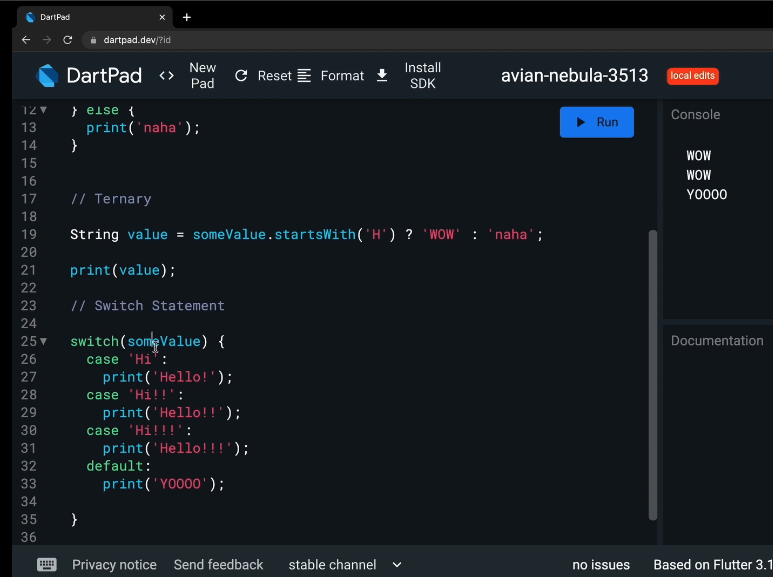 DartPad
dartpad.dev/?id
DartPad
<> New Pad
Reset
Format
Install SDK
avian-nebula-3513
local edits
12 } else {
13 print('naha');
14 }
15
16
17 // Ternary
18
19 String value = someValue.startsWith('H') ? 'WOW' : 'naha';
20
21 print(value);
22
23 // Switch Statement
24
25 switch(someValue) {
26 case 'Hi':
27 print('Hello!');
28 case 'Hi!!':
29 print('Hello!!');
30 case 'Hi!!!':
31 print('Hello!!!');
32 default:
33 print('YOOOO');
34
35 }
36
Run
Console
WOW
WOW
YOOOO
Documentation
Privacy notice Send feedback stable channel no issues Based on Flutter 3.1